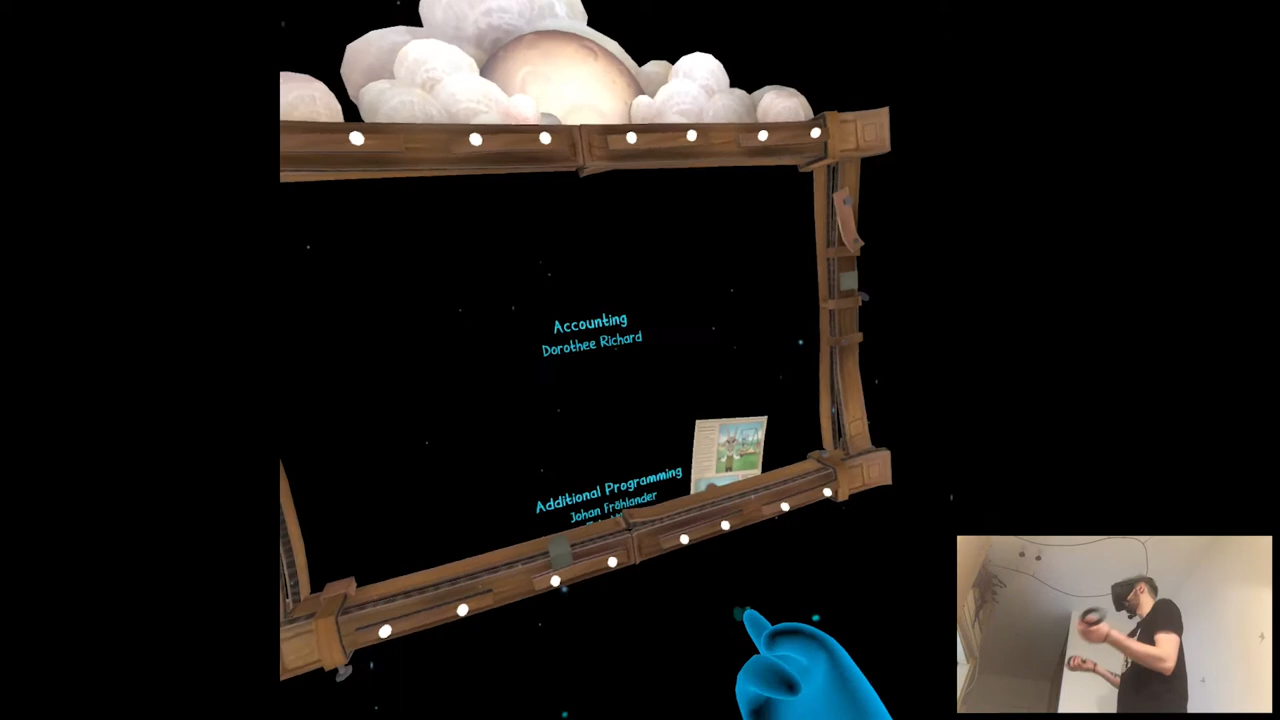 Accounting
Dorothee Richard
Additional Programming
Johan Fröhlander